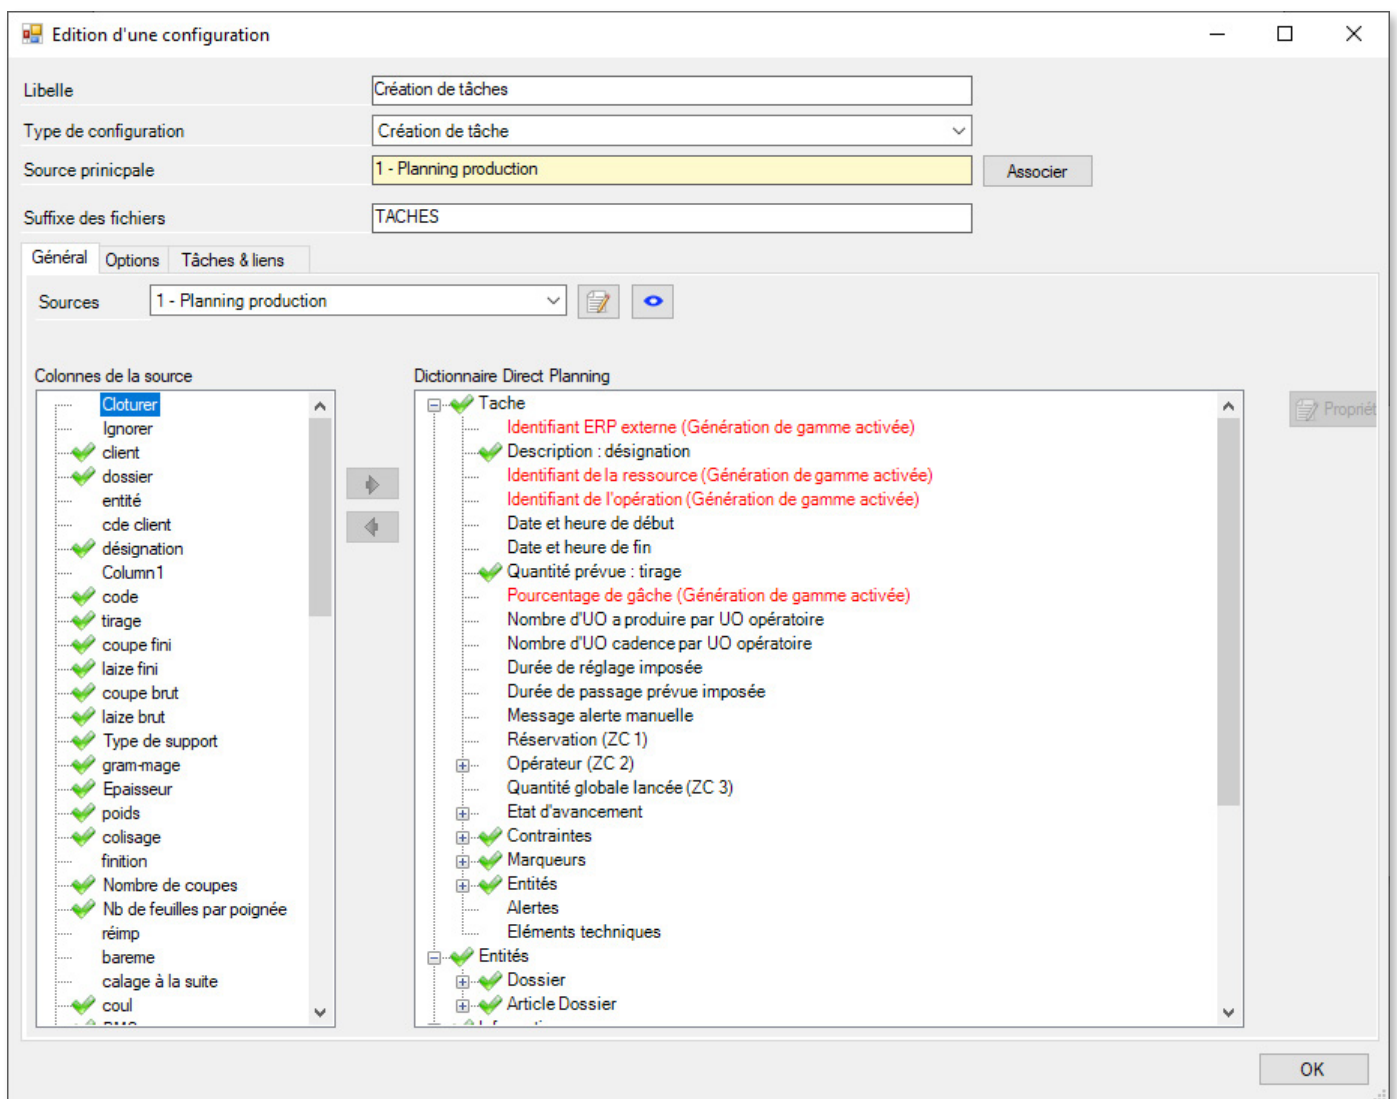 Edition d'une configuration
Libelle
Création de tâches
Type de configuration
Création de tâche
Source prinicpale
1 - Planning production
Associer
Suffixe des fichiers
TACHES
Général
Options
Tâches & liens
Sources
1 - Planning production
Colonnes de la source
Cloturer
Ignorer
client
dossier
entité
cde client
désignation
Column1
code
tirage
coupe fini
laize fini
coupe brut
laize brut
Type de support
gram-mage
Epaisseur
poids
colisage
finition
Nombre de coupes
Nb de feuilles par poignée
réimp
bareme
calage à la suite
coul
Dictionnaire Direct Planning
Tache
Identifiant ERP externe (Génération de gamme activée)
Description : désignation
Identifiant de la ressource (Génération de gamme activée)
Identifiant de l'opération (Génération de gamme activée)
Date et heure de début
Date et heure de fin
Quantité prévue : tirage
Pourcentage de gâche (Génération de gamme activée)
Nombre d'UO a produire par UO opératoire
Nombre d'UO cadence par UO opératoire
Durée de réglage imposée
Durée de passage prévue imposée
Message alerte manuelle
Réservation (ZC 1)
Opérateur (ZC 2)
Quantité globale lancée (ZC 3)
Etat d'avancement
Contraintes
Marqueurs
Entités
Alertes
Eléments techniques
Entités
Dossier
Article Dossier
Propriét
OK